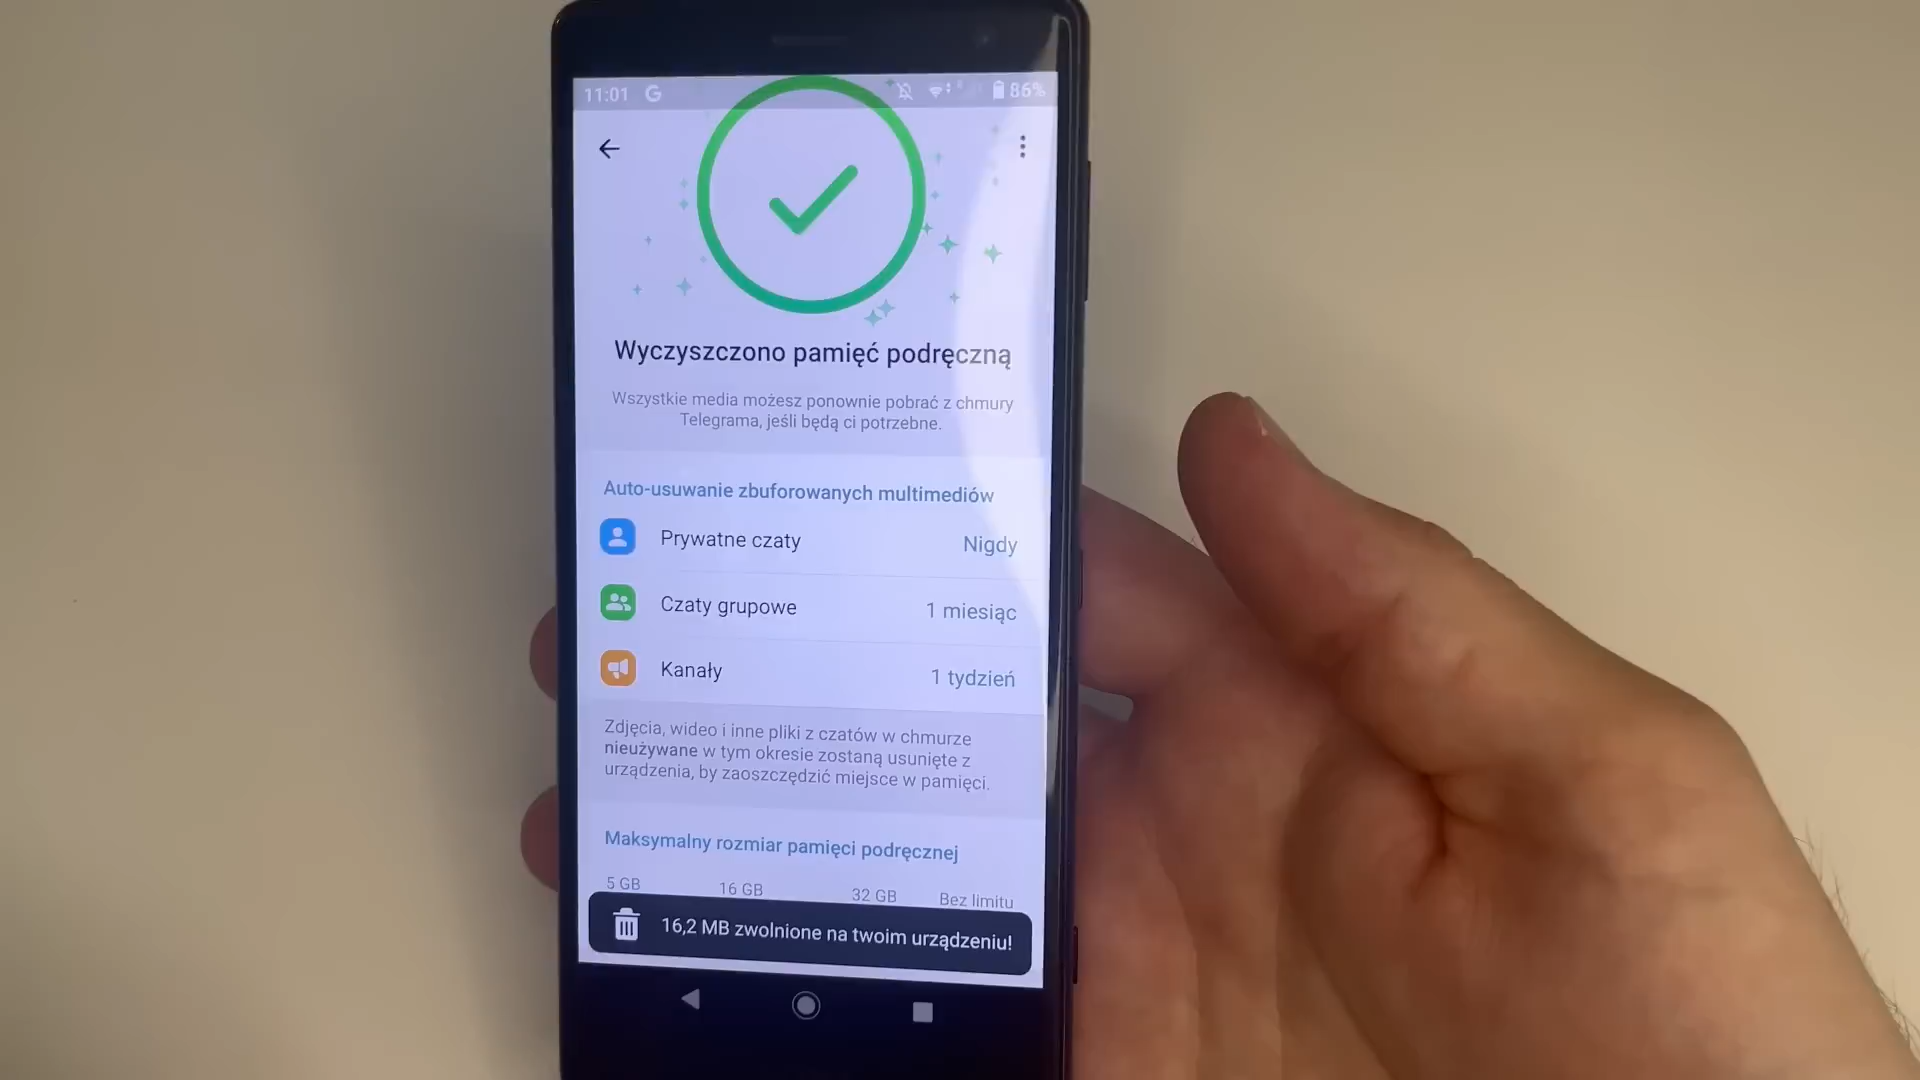 11:01 G 86%
Wyczyszczono pamięć podręczną
Wszystkie media możesz ponownie pobrać z chmury
Telegrama, jeśli będą ci potrzebne.
Auto-usuwanie zbuforowanych multimediów
Prywatne czaty Nigdy
Czaty grupowe 1 miesiąc
Kanały 1 tydzień
Zdjęcia, wideo i inne pliki z czatów w chmurze
nieużywane w tym okresie zostaną usunięte z
urządzenia, by zaoszczędzić miejsce w pamięci.
Maksymalny rozmiar pamięci podręcznej
5 GB 16 GB 32 GB Bez limitu
16,2 MB zwolnione na twoim urządzeniu!